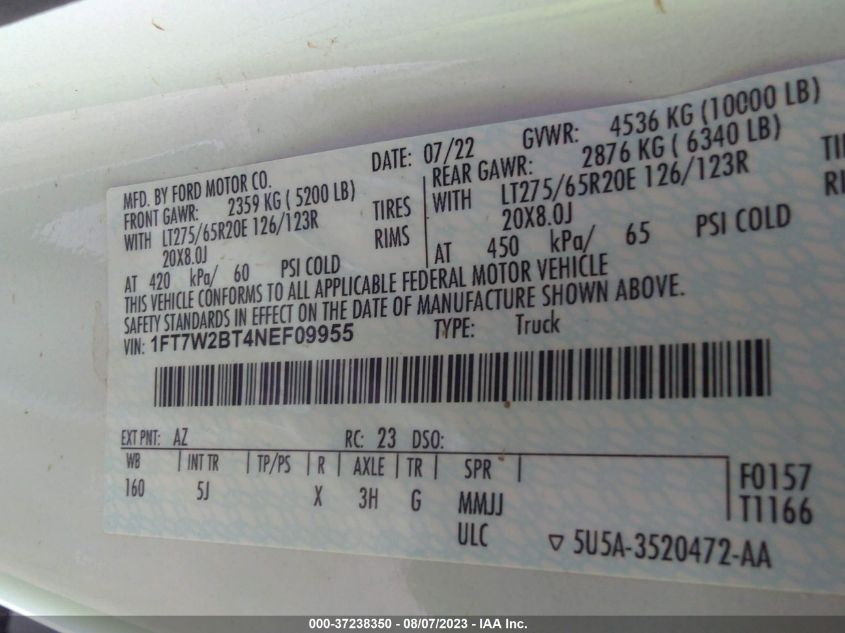 MFD. BY FORD MOTOR CO.
DATE: 07/22
GVWR: 4536 KG (10000 LB)
FRONT GAWR: 2359 KG ( 5200 LB)
REAR GAWR: 2876 KG ( 6340 LB)
WITH LT275/65R20E 126/123R TIRES
WITH LT275/65R20E 126/123R
20X8.0J RIMS
20X8.0J
AT 420 kPa/ 60 PSI COLD
AT 450 kPa/ 65 PSI COLD
THIS VEHICLE CONFORMS TO ALL APPLICABLE FEDERAL MOTOR VEHICLE
SAFETY STANDARDS IN EFFECT ON THE DATE OF MANUFACTURE SHOWN ABOVE.
VIN: 1FT7W2BT4NEF09955 TYPE: Truck
EXT PNT: AZ RC: 23 DSO:
WB INT TR TP/PS R AXLE TR SPR
160 5J X 3H G MMJJ
ULC
F0157
T1166
5U5A-3520472-AA
000-37238350 - 08/07/2023 - IAA Inc.